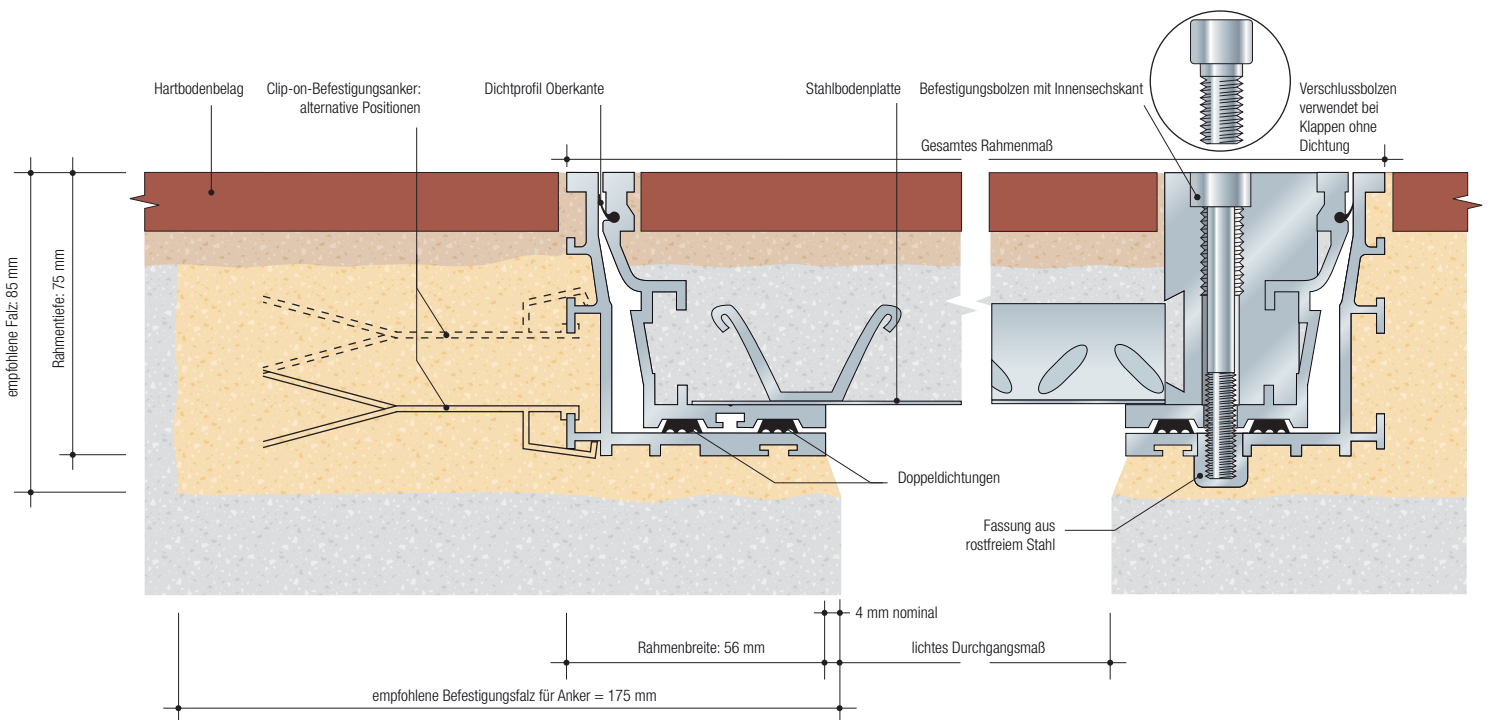 Hartbodenbelag
Clip-on-Befestigungsanker:
alternative Positionen
Dichtprofil Oberkante
Stahlbodenplatte
Befestigungsbolzen mit Innensechskant
Verschlussbolzen
verwendet bei
Klappen ohne
Dichtung
Gesamtes Rahmenmaß
empfohlene Falz: 85 mm
Rahmentiefe: 75 mm
Doppeldichtungen
Fassung aus
rostfreiem Stahl
4 mm nominal
Rahmenbreite: 56 mm
lichtes Durchgangsmaß
empfohlene Befestigungsfalz für Anker = 175 mm